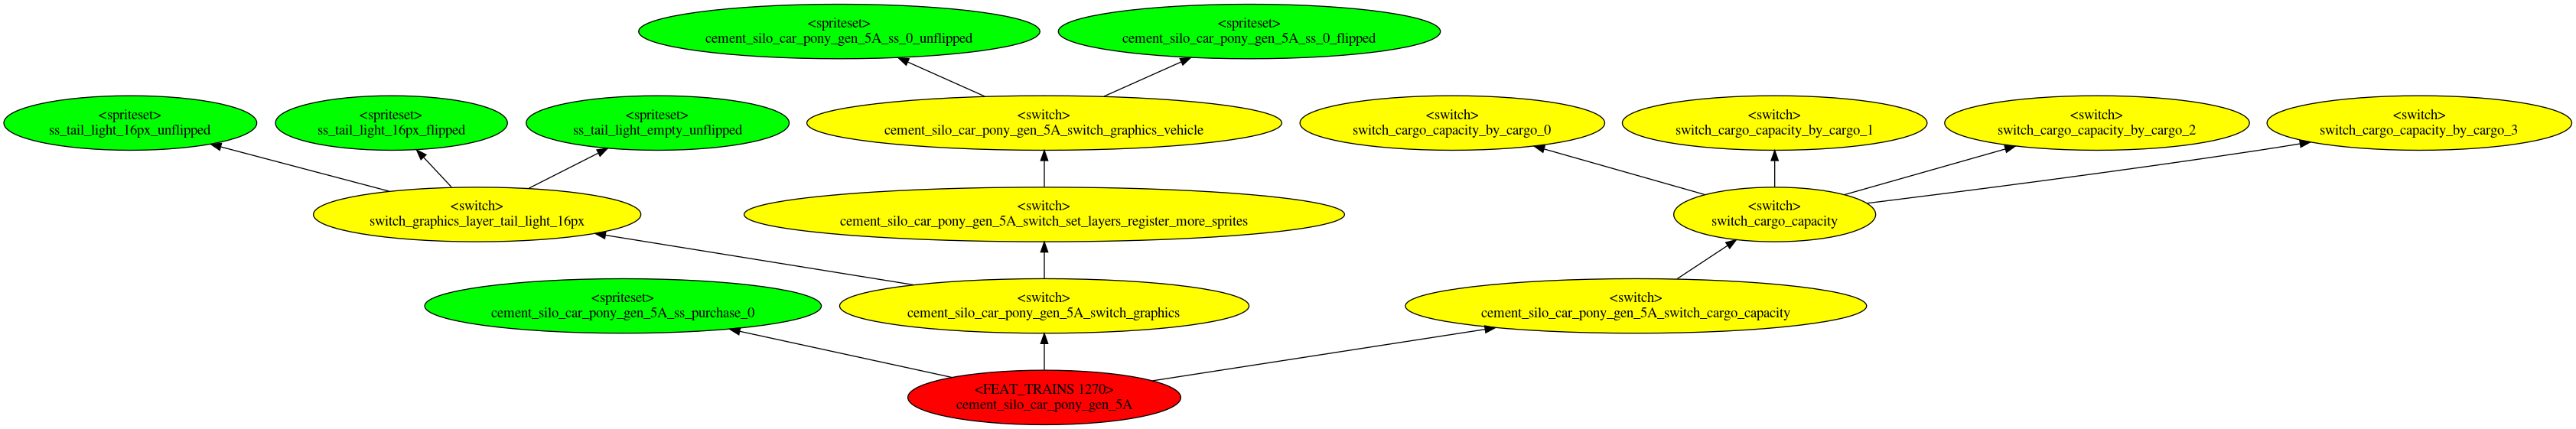 <spriteset>
cement_silo_car_pony_gen_5A_ss_0_unflipped
<spriteset>
cement_silo_car_pony_gen_5A_ss_0_flipped
<spriteset>
ss_tail_light_16px_unflipped
<spriteset>
ss_tail_light_16px_flipped
<spriteset>
ss_tail_light_empty_unflipped
<switch>
cement_silo_car_pony_gen_5A_switch_graphics_vehicle
<switch>
switch_cargo_capacity_by_cargo_0
<switch>
switch_cargo_capacity_by_cargo_1
<switch>
switch_cargo_capacity_by_cargo_2
<switch>
switch_cargo_capacity_by_cargo_3
<switch>
switch_graphics_layer_tail_light_16px
<switch>
cement_silo_car_pony_gen_5A_switch_set_layers_register_more_sprites
<switch>
switch_cargo_capacity
<spriteset>
cement_silo_car_pony_gen_5A_ss_purchase_0
<switch>
cement_silo_car_pony_gen_5A_switch_graphics
<switch>
cement_silo_car_pony_gen_5A_switch_cargo_capacity
<FEAT_TRAINS 1270>
cement_silo_car_pony_gen_5A